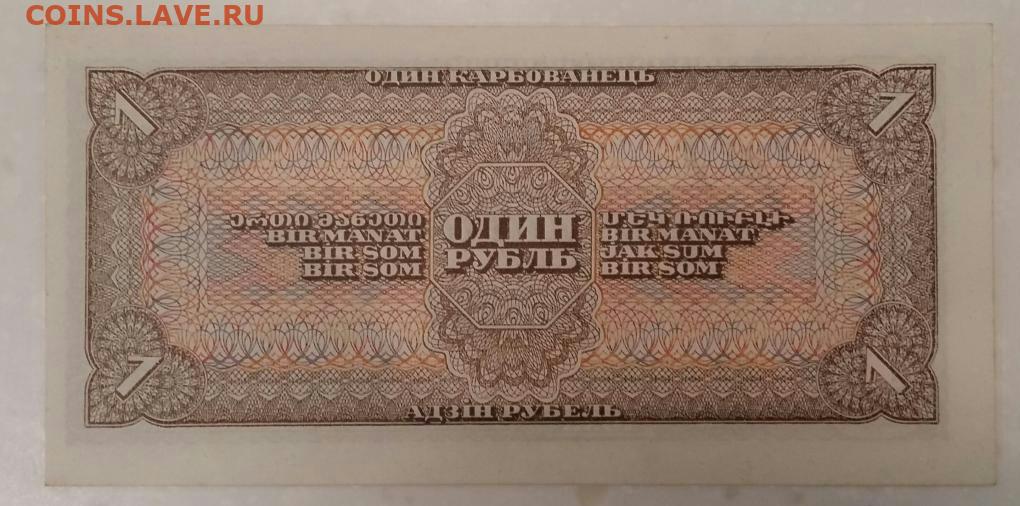 COINS.LAVE.RU
ОДИН КАРБОВАНЕЦЬ
1
1
ᲔᲠᲗᲘ ᲛᲐᲜᲔᲗᲘ
BIR MANAT
BIR SOM
BIR SOM
ОДИН
РУБЛЬ
ՄԵԿ ՌՈՒԲԼԻ
BIR MANAT
JAK SUM
BIR SOM
1
1
АДЗІН РУБЕЛЬ